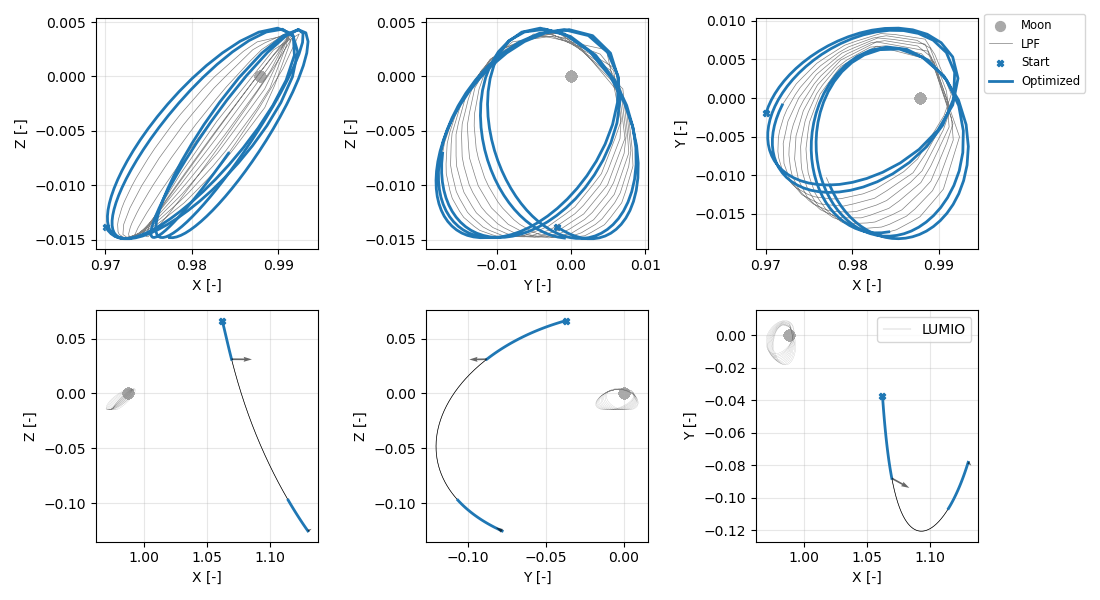 0.005
0.000
−0.005
−0.010
−0.015
Z [-]
0.97
0.98
0.99
X [-]
0.005
0.000
−0.005
−0.010
−0.015
Z [-]
−0.01
0.00
0.01
Y [-]
0.010
0.005
0.000
−0.005
−0.010
−0.015
Y [-]
0.97
0.98
0.99
X [-]
Moon
LPF
Start
Optimized
0.05
0.00
−0.05
−0.10
Z [-]
1.00
1.05
1.10
X [-]
0.05
0.00
−0.05
−0.10
Z [-]
−0.10
−0.05
0.00
Y [-]
0.00
−0.02
−0.04
−0.06
−0.08
−0.10
−0.12
Y [-]
1.00
1.05
1.10
X [-]
LUMIO